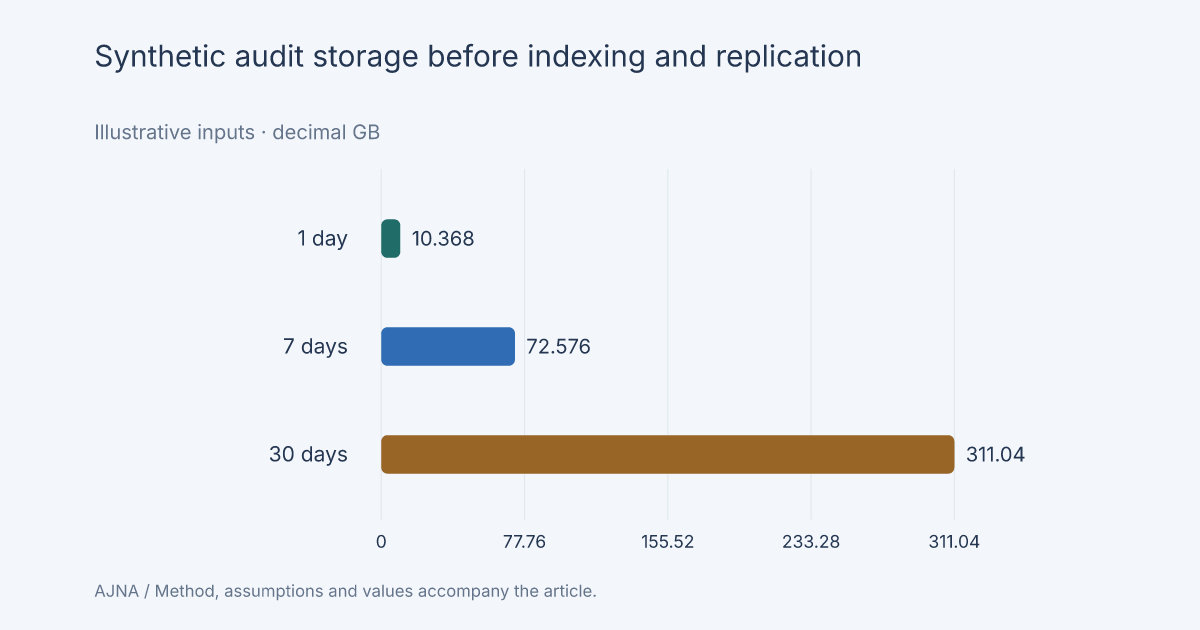 Synthetic audit storage before indexing and replication
Illustrative inputs · decimal GB
1 day 10.368
7 days 72.576
30 days 311.04
0 77.76 155.52 233.28 311.04
AJNA / Method, assumptions and values accompany the article.